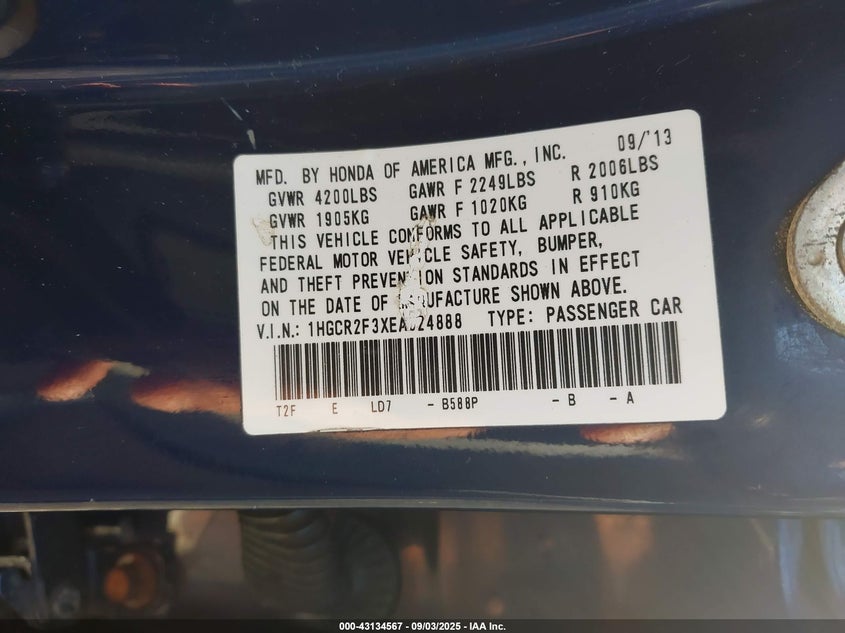 MFD. BY HONDA OF AMERICA MFG., INC. 09/'13
GVWR 4200LBS GAWR F 2249LBS R 2006LBS
GVWR 1905KG GAWR F 1020KG R 910KG
THIS VEHICLE CONFORMS TO ALL APPLICABLE
FEDERAL MOTOR VEHICLE SAFETY, BUMPER,
AND THEFT PREVENTION STANDARDS IN EFFECT
ON THE DATE OF MANUFACTURE SHOWN ABOVE.
V.I.N.: 1HGCR2F3XEA024888 TYPE: PASSENGER CAR
T2F E LD7 - B588P - B - A
000-43134567 | 09/03/2025 - IAA Inc.